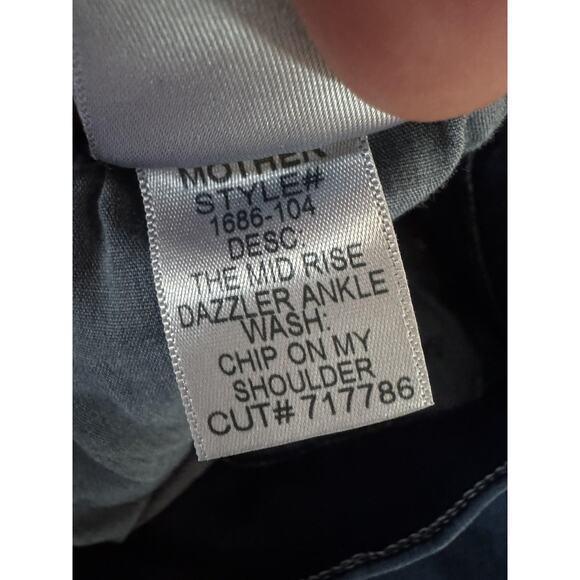 MOTHER
STYLE#
1686-104
DESC:
THE MID RISE
DAZZLER ANKLE
WASH:
CHIP ON MY
SHOULDER
CUT# 717786